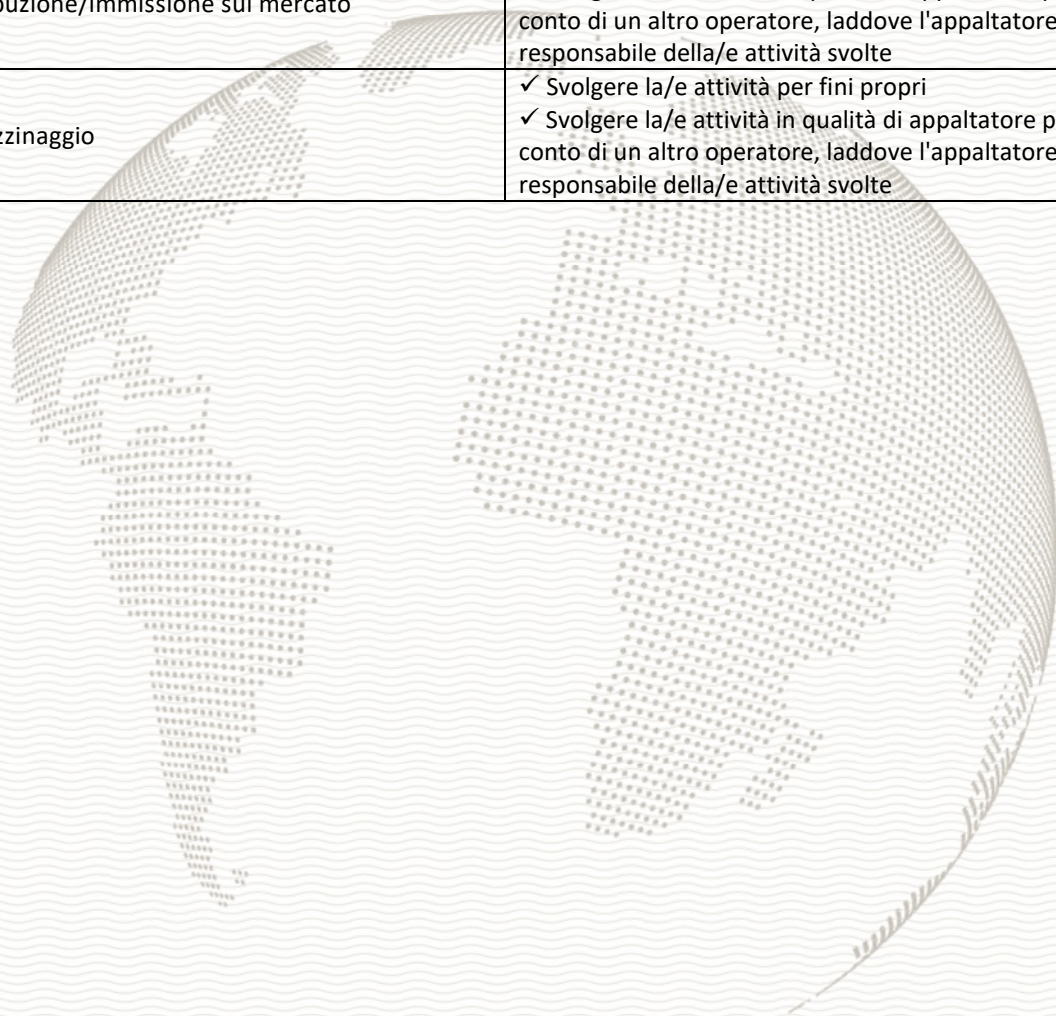 buzione/immissione sul mercato
conto di un altro operatore, laddove l'appaltatore
responsabile della/e attività svolte
zzinaggio
✓ Svolgere la/e attività per fini propri
✓ Svolgere la/e attività in qualità di appaltatore p
conto di un altro operatore, laddove l'appaltatore
responsabile della/e attività svolte